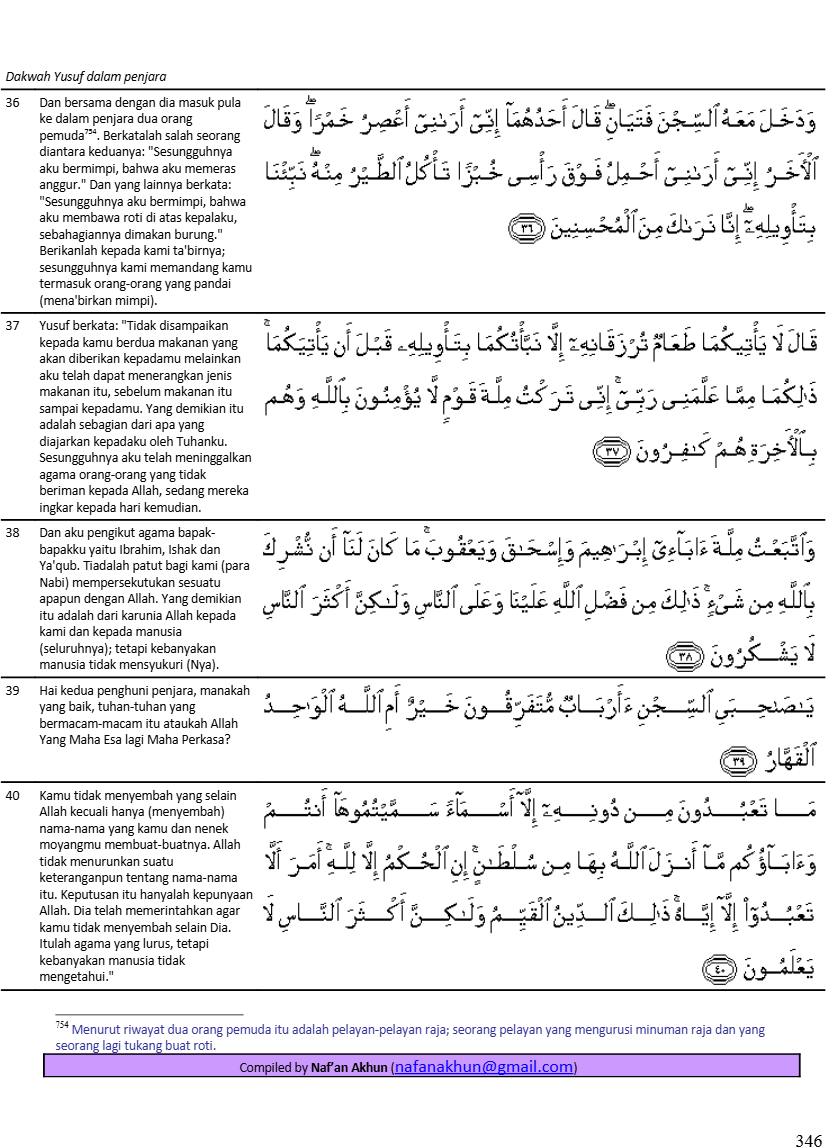 Dakwah Yusuf dalam penjara
36
Dan bersama dengan dia masuk pula
ke dalam penjara dua orang
pemuda⁷⁵⁴. Berkatalah salah seorang
diantara keduanya: "Sesungguhnya
aku bermimpi, bahwa aku memeras
anggur." Dan yang lainnya berkata:
"Sesungguhnya aku bermimpi, bahwa
aku membawa roti di atas kepalaku,
sebahagiannya dimakan burung."
Berikanlah kepada kami ta'birnya;
sesungguhnya kami memandang kamu
termasuk orang-orang yang pandai
(mena'birkan mimpi).
وَدَخَلَ مَعَهُ ٱلسِّجْنَ فَتَيَانِ ۖ قَالَ أَحَدُهُمَآ إِنِّىٓ أَرَىٰنِىٓ أَعْصِرُ خَمْرًا ۖ وَقَالَ
ٱلْـَٔاخَرُ إِنِّىٓ أَرَىٰنِىٓ أَحْمِلُ فَوْقَ رَأْسِى خُبْزًا تَأْكُلُ ٱلطَّيْرُ مِنْهُ ۖ نَبِّئْنَا
بِتَأْوِيلِهِۦٓ ۖ إِنَّا نَرَىٰكَ مِنَ ٱلْمُحْسِنِينَ ٣٦
37
Yusuf berkata: "Tidak disampaikan
kepada kamu berdua makanan yang
akan diberikan kepadamu melainkan
aku telah dapat menerangkan jenis
makanan itu, sebelum makanan itu
sampai kepadamu. Yang demikian itu
adalah sebagian dari apa yang
diajarkan kepadaku oleh Tuhanku.
Sesungguhnya aku telah meninggalkan
agama orang-orang yang tidak
beriman kepada Allah, sedang mereka
ingkar kepada hari kemudian.
قَالَ لَا يَأْتِيكُمَا طَعَامٌ تُرْزَقَانِهِۦٓ إِلَّا نَبَّأْتُكُمَا بِتَأْوِيلِهِۦ قَبْلَ أَن يَأْتِيَكُمَا ۚ
ذَٰلِكُمَا مِمَّا عَلَّمَنِى رَبِّىٓ ۚ إِنِّى تَرَكْتُ مِلَّةَ قَوْمٍ لَّا يُؤْمِنُونَ بِٱللَّهِ وَهُم
بِٱلْـَٔاخِرَةِ هُمْ كَـٰفِرُونَ ٣٧
38
Dan aku pengikut agama bapak-
bapakku yaitu Ibrahim, Ishak dan
Ya'qub. Tiadalah patut bagi kami (para
Nabi) mempersekutukan sesuatu
apapun dengan Allah. Yang demikian
itu adalah dari karunia Allah kepada
kami dan kepada manusia
(seluruhnya); tetapi kebanyakan
manusia tidak mensyukuri (Nya).
وَٱتَّبَعْتُ مِلَّةَ ءَابَآءِىٓ إِبْرَٰهِيمَ وَإِسْحَـٰقَ وَيَعْقُوبَ ۚ مَا كَانَ لَنَآ أَن نُّشْرِكَ
بِٱللَّهِ مِن شَىْءٍ ۚ ذَٰلِكَ مِن فَضْلِ ٱللَّهِ عَلَيْنَا وَعَلَى ٱلنَّاسِ وَلَـٰكِنَّ أَكْثَرَ ٱلنَّاسِ
لَا يَشْكُرُونَ ٣٨
39
Hai kedua penghuni penjara, manakah
yang baik, tuhan-tuhan yang
bermacam-macam itu ataukah Allah
Yang Maha Esa lagi Maha Perkasa?
يَـٰصَـٰحِبَىِ ٱلسِّجْنِ ءَأَرْبَابٌ مُّتَفَرِّقُونَ خَيْرٌ أَمِ ٱللَّهُ ٱلْوَٰحِدُ
ٱلْقَهَّارُ ٣٩
40
Kamu tidak menyembah yang selain
Allah kecuali hanya (menyembah)
nama-nama yang kamu dan nenek
moyangmu membuat-buatnya. Allah
tidak menurunkan suatu
keteranganpun tentang nama-nama
itu. Keputusan itu hanyalah kepunyaan
Allah. Dia telah memerintahkan agar
kamu tidak menyembah selain Dia.
Itulah agama yang lurus, tetapi
kebanyakan manusia tidak
mengetahui."
مَا تَعْبُدُونَ مِن دُونِهِۦٓ إِلَّآ أَسْمَآءً سَمَّيْتُمُوهَآ أَنتُمْ
وَءَابَآؤُكُم مَّآ أَنزَلَ ٱللَّهُ بِهَا مِن سُلْطَـٰنٍ ۚ إِنِ ٱلْحُكْمُ إِلَّا لِلَّهِ ۚ أَمَرَ أَلَّا
تَعْبُدُوٓا۟ إِلَّآ إِيَّاهُ ۚ ذَٰلِكَ ٱلدِّينُ ٱلْقَيِّمُ وَلَـٰكِنَّ أَكْثَرَ ٱلنَّاسِ لَا
يَعْلَمُونَ ٤٠
⁷⁵⁴ Menurut riwayat dua orang pemuda itu adalah pelayan-pelayan raja; seorang pelayan yang mengurusi minuman raja dan yang
seorang lagi tukang buat roti.
Compiled by Naf'an Akhun (nafanakhun@gmail.com)
346